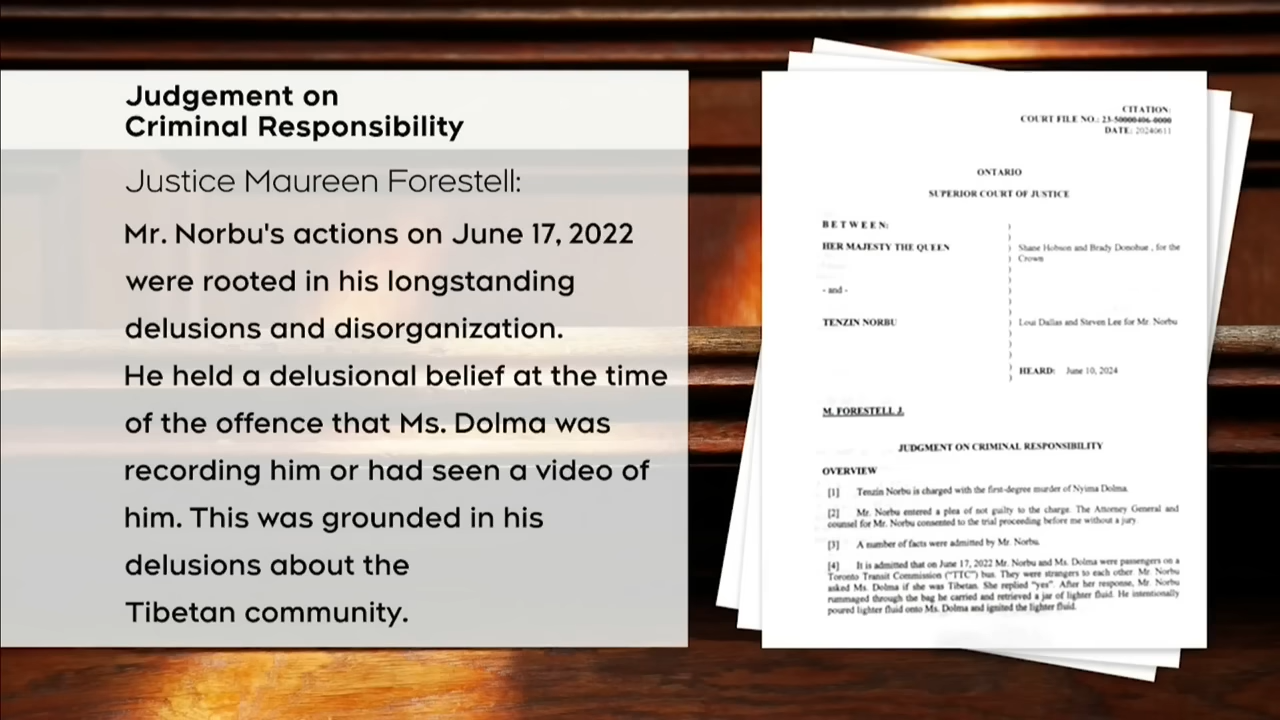 Judgement on
Criminal Responsibility
Justice Maureen Forestell:
Mr. Norbu's actions on June 17, 2022
were rooted in his longstanding
delusions and disorganization.
He held a delusional belief at the time
of the offence that Ms. Dolma was
recording him or had seen a video of
him. This was grounded in his
delusions about the
Tibetan community.
CITATION:
COURT FILE NO.: 23-50000406-0000
DATE: 20240611
ONTARIO
SUPERIOR COURT OF JUSTICE
BETWEEN:
HER MAJESTY THE QUEEN
Shane Hobson and Brady Donohue, for the
Crown
- and -
TENZIN NORBU
Loui Dallas and Steven Lee for Mr. Norbu
HEARD: June 10, 2024
M. FORESTELL J.
JUDGMENT ON CRIMINAL RESPONSIBILITY
OVERVIEW
[1] Tenzin Norbu is charged with the first-degree murder of Nyima Dolma.
[2] Mr. Norbu entered a plea of not guilty to the charge. The Attorney General and
counsel for Mr. Norbu consented to the trial proceeding before me without a jury.
[3] A number of facts were admitted by Mr. Norbu.
[4] It is admitted that on June 17, 2022 Mr. Norbu and Ms. Dolma were passengers on a
Toronto Transit Commission ("TTC") bus. They were strangers to each other. Mr. Norbu
asked Ms. Dolma if she was Tibetan. She replied "yes". After her response, Mr. Norbu
rummaged through the bag he carried and retrieved a jar of lighter fluid. He intentionally
poured lighter fluid onto Ms. Dolma and ignited the lighter fluid.